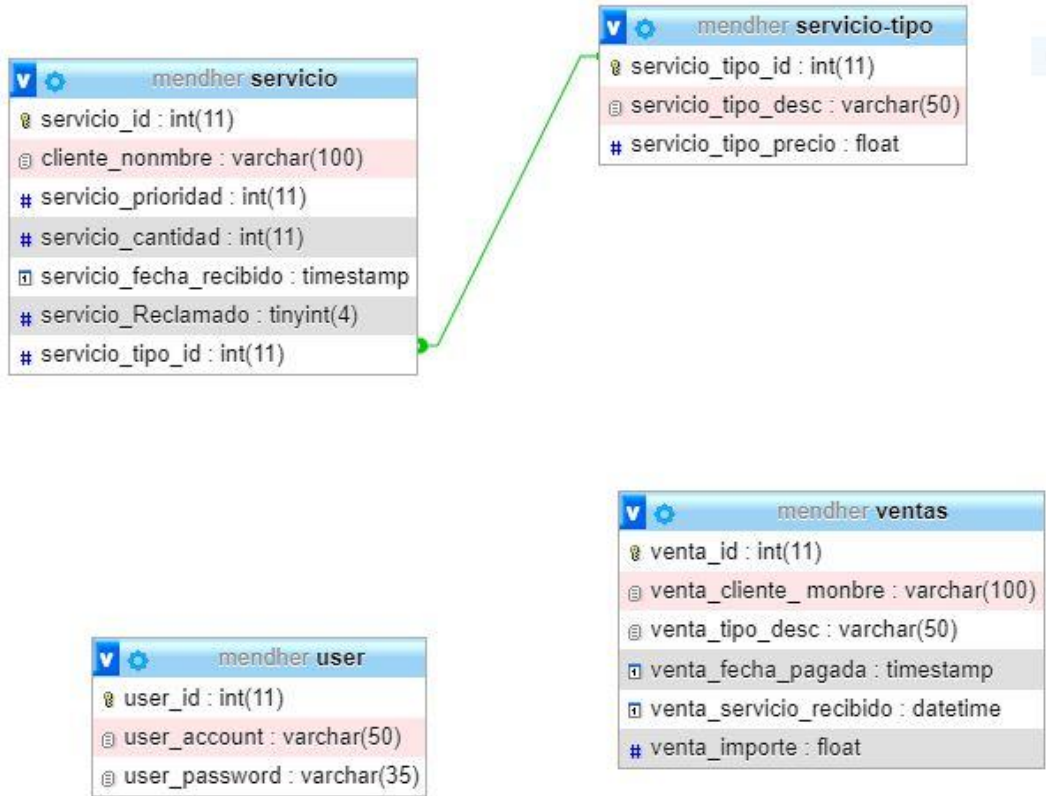 mendher servicio
servicio_id : int(11)
cliente_nonmbre : varchar(100)
# servicio_prioridad : int(11)
# servicio_cantidad : int(11)
servicio_fecha_recibido : timestamp
# servicio_Reclamado : tinyint(4)
# servicio_tipo_id : int(11)
mendher servicio-tipo
servicio_tipo_id : int(11)
servicio_tipo_desc : varchar(50)
# servicio_tipo_precio : float
mendher user
user_id : int(11)
user_account : varchar(50)
user_password : varchar(35)
mendher ventas
venta_id : int(11)
venta_cliente_ monbre : varchar(100)
venta_tipo_desc : varchar(50)
venta_fecha_pagada : timestamp
venta_servicio_recibido : datetime
# venta_importe : float